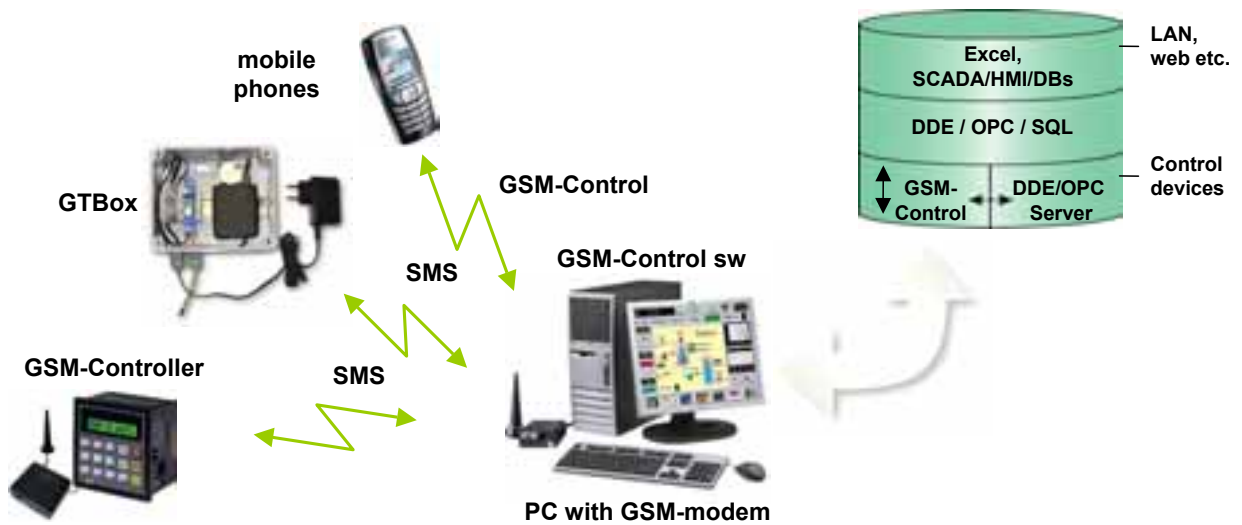 mobile
phones
GTBox
GSM-Control
SMS
GSM-Controller
SMS
GSM-Control sw
PC with GSM-modem
Excel,
SCADA/HMI/DBs
DDE / OPC / SQL
GSM-
Control
DDE/OPC
Server
LAN,
web etc.
Control
devices